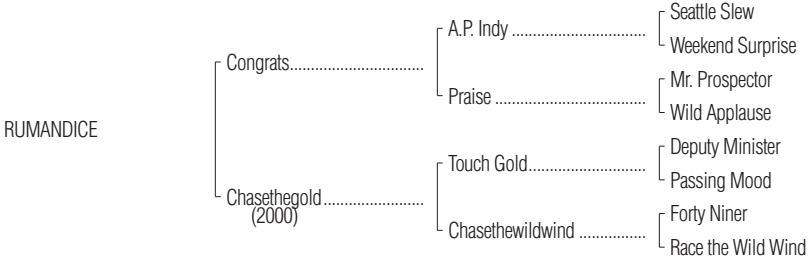 Seattle Slew
A.P. Indy ................................
Weekend Surprise
Congrats................................
Mr. Prospector
Praise ....................................
Wild Applause
RUMANDICE
Deputy Minister
Touch Gold............................
Passing Mood
Chasethegold ........................
(2000)
Forty Niner
Chasethewildwind ................
Race the Wild Wind